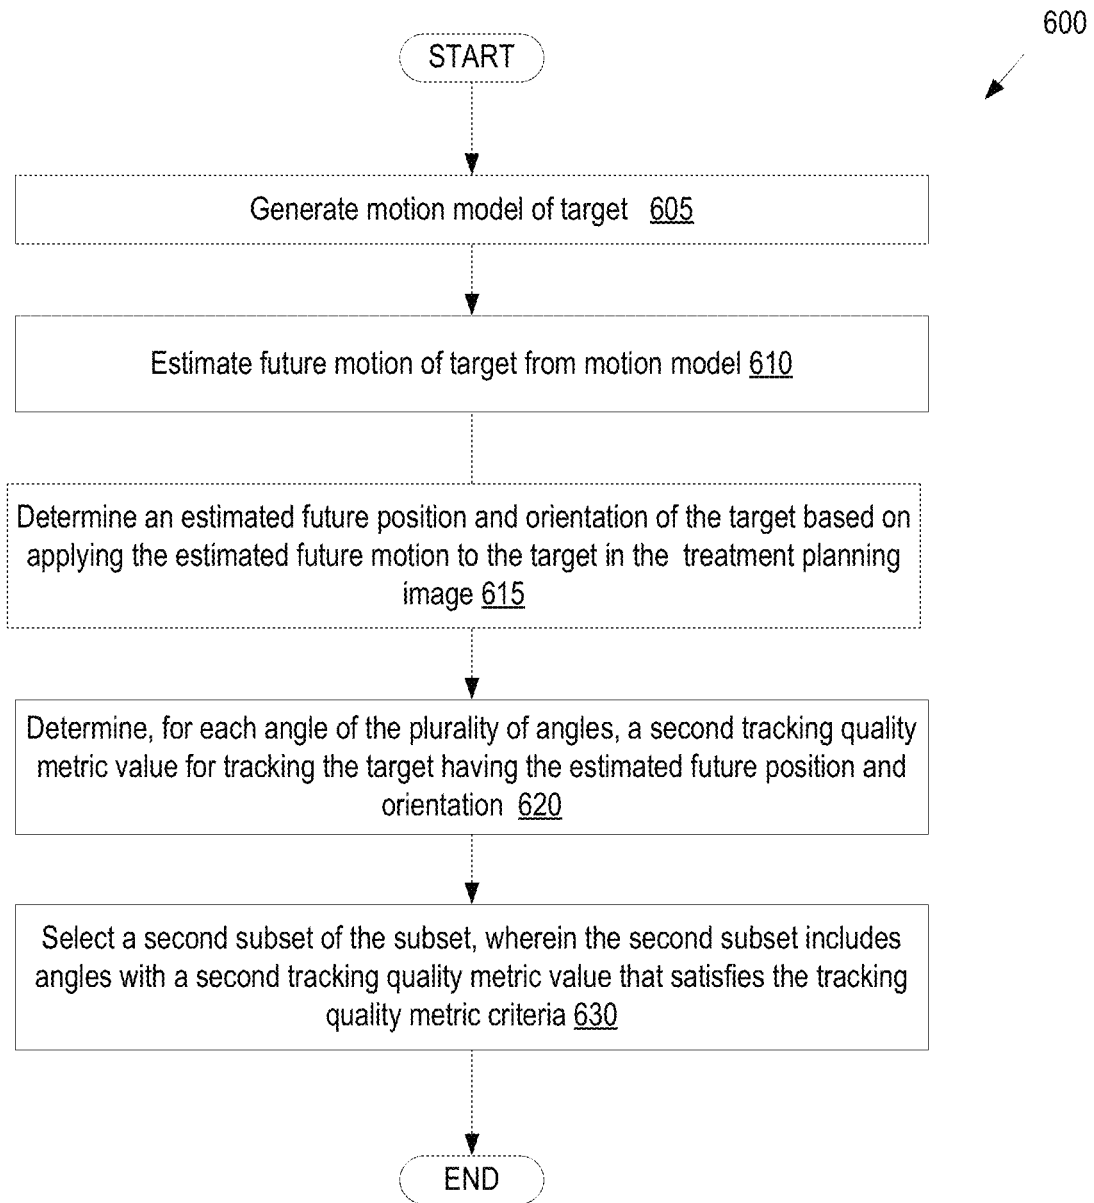 600
START
Generate motion model of target 605
Estimate future motion of target from motion model 610
Determine an estimated future position and orientation of the target based on
applying the estimated future motion to the target in the treatment planning
image 615
Determine, for each angle of the plurality of angles, a second tracking quality
metric value for tracking the target having the estimated future position and
orientation 620
Select a second subset of the subset, wherein the second subset includes
angles with a second tracking quality metric value that satisfies the tracking
quality metric criteria 630
END